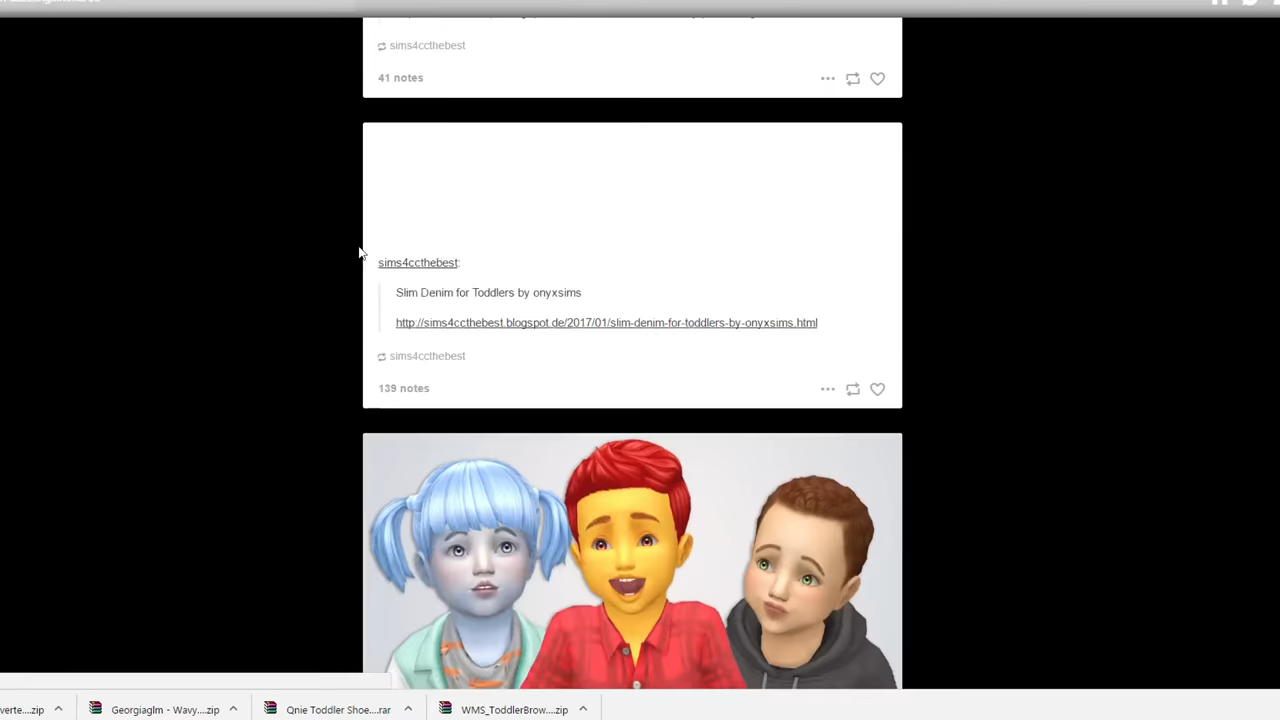 sims4ccthebest
41 notes
sims4ccthebest:
Slim Denim for Toddlers by onyxsims
http://sims4ccthebest.blogspot.de/2017/01/slim-denim-for-toddlers-by-onyxsims.html
sims4ccthebest
139 notes
verte....zip
Georgiaglm - Wavy....zip
Qnie Toddler Shoe....rar
WMS_ToddlerBrow....zip